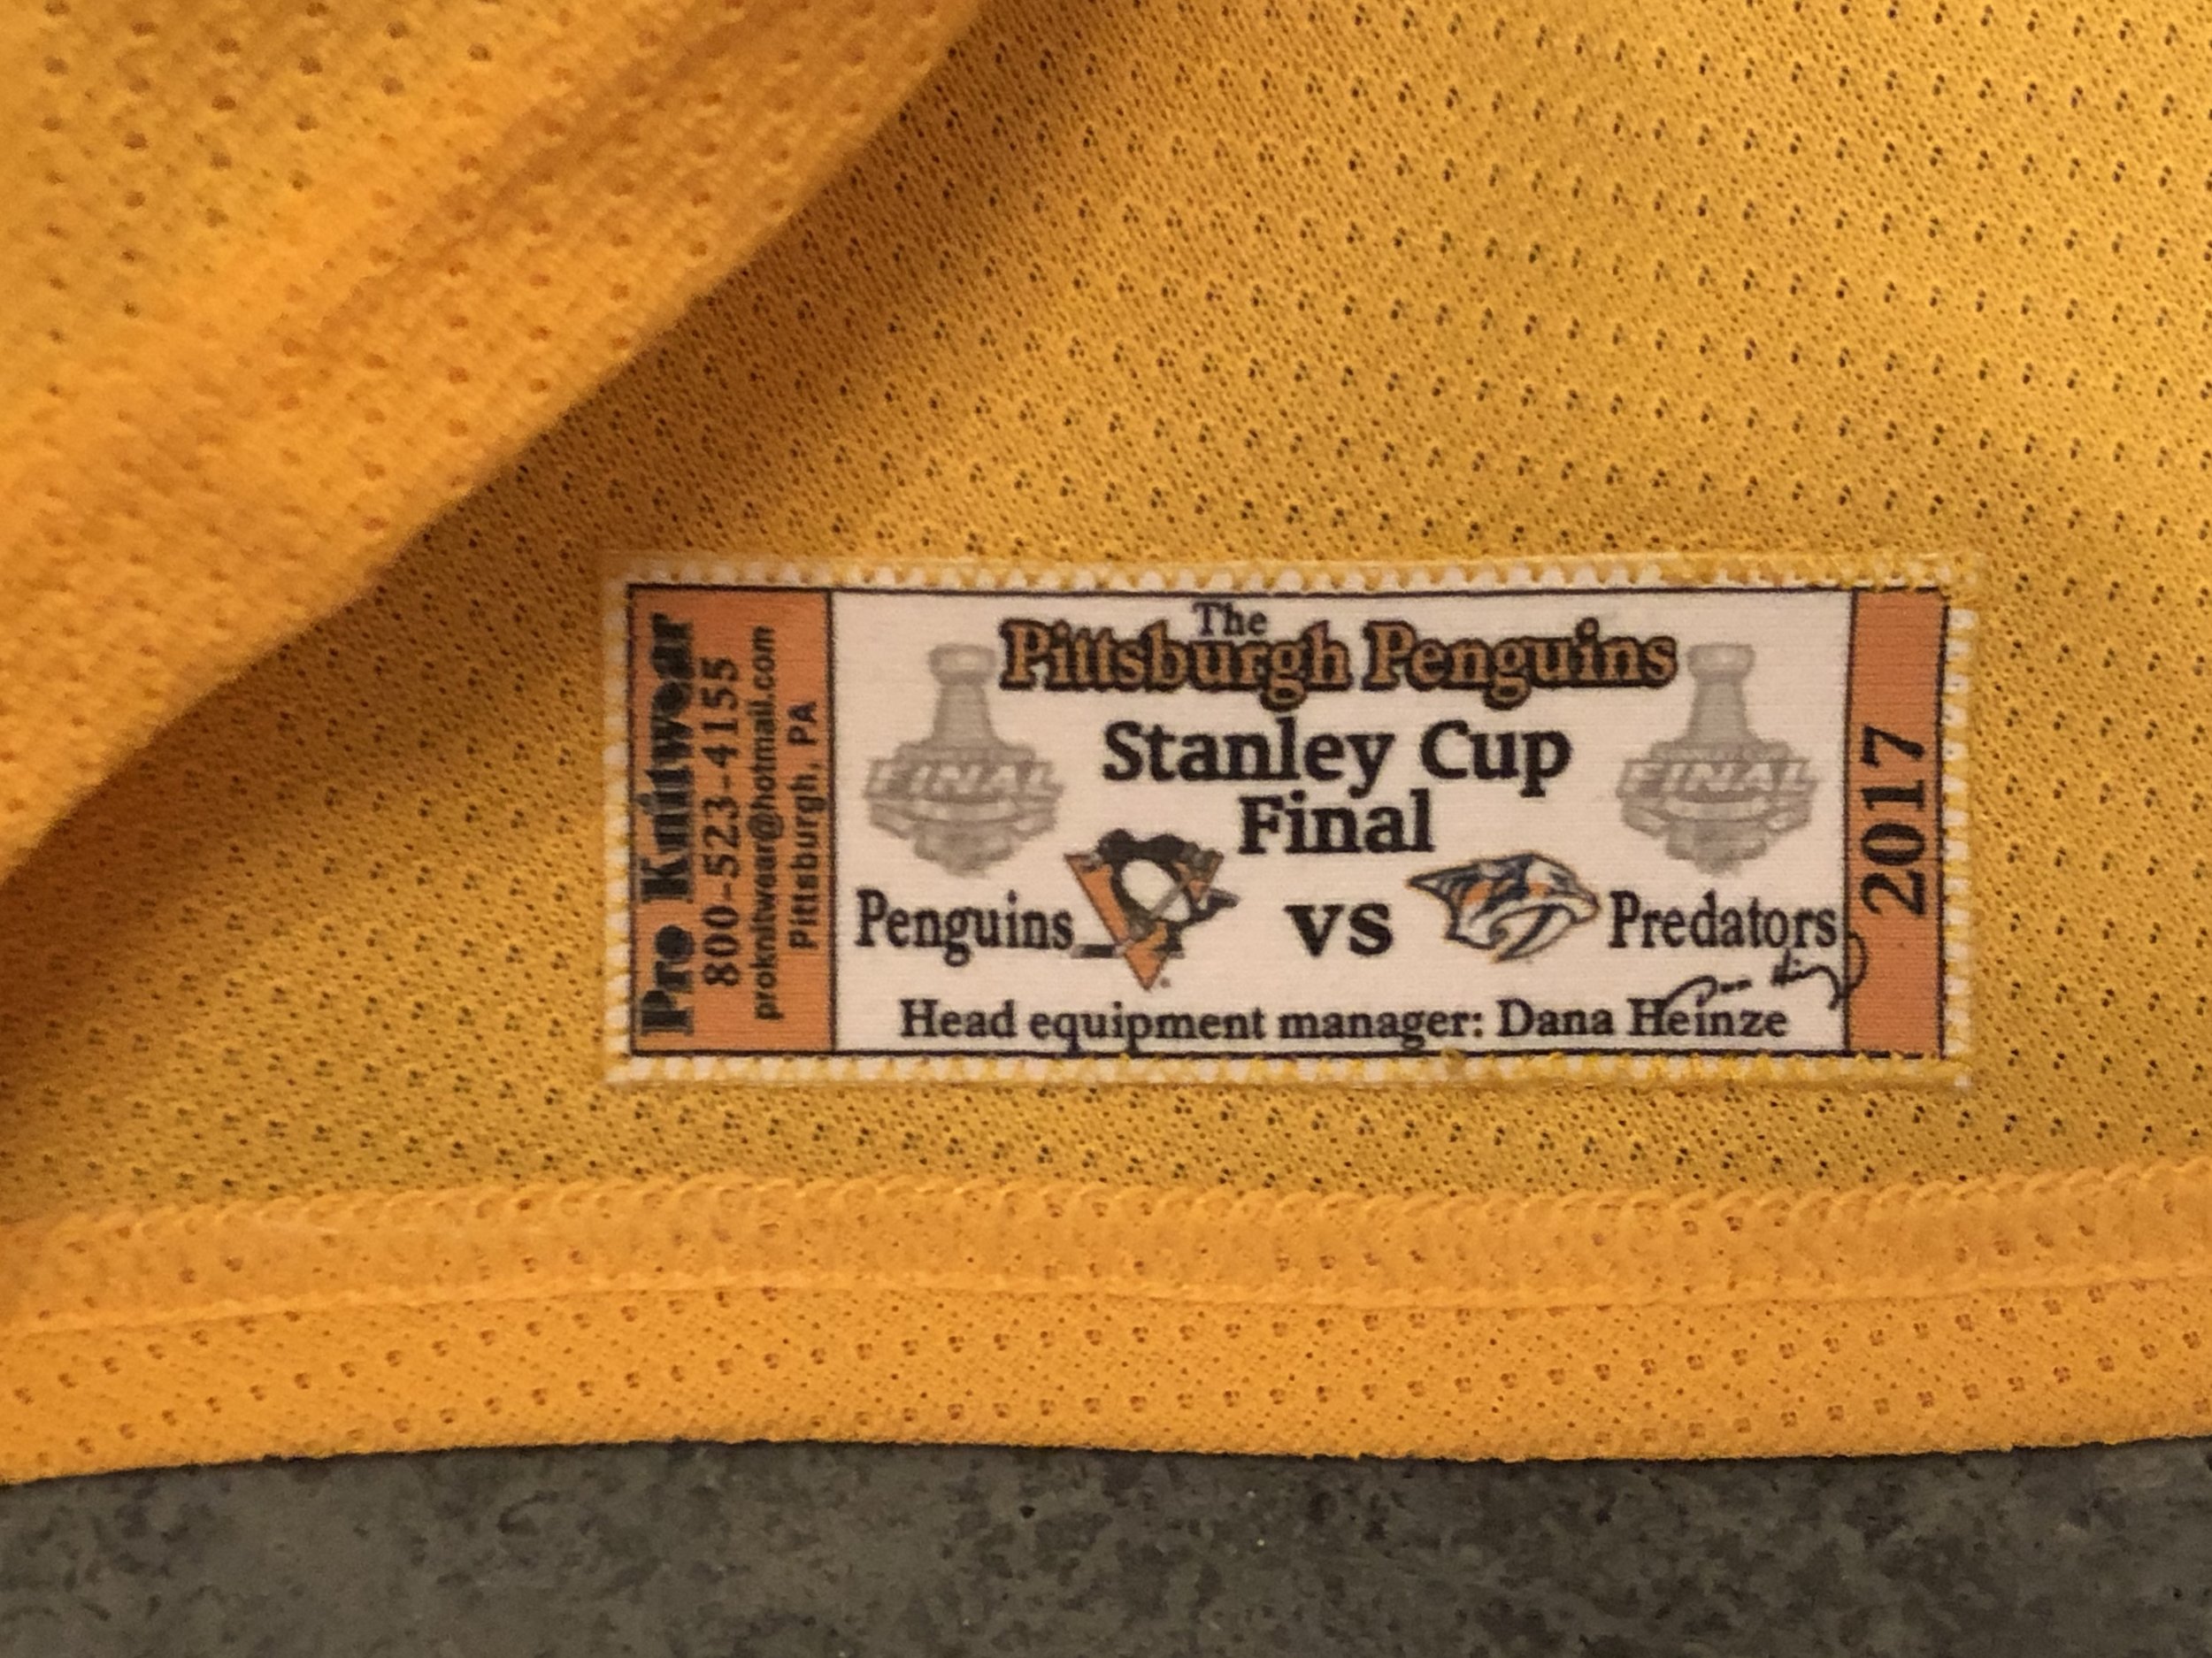 Pro Knitwear
800-523-4155
proknitwear@hotmail.com
Pittsburgh, PA
The
Pittsburgh Penguins
Stanley Cup
Final
FINAL
FINAL
Penguins vs Predators
Head equipment manager: Dana Heinze
2017